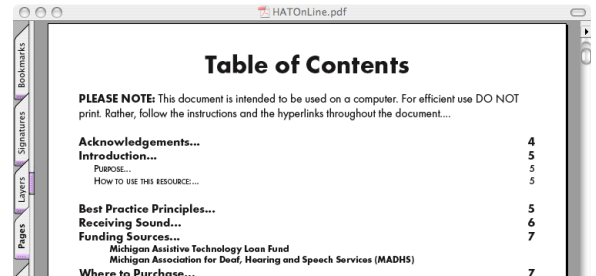 HATOnLine.pdf
Bookmarks
Signatures
Layers
Pages
Table of Contents
PLEASE NOTE: This document is intended to be used on a computer. For efficient use DO NOT
print. Rather, follow the instructions and the hyperlinks throughout the document....
Acknowledgements... 4
Introduction... 5
PURPOSE... 5
HOW TO USE THIS RESOURCE:... 5
Best Practice Principles... 5
Receiving Sound... 6
Funding Sources... 7
Michigan Assistive Technology Loan Fund
Michigan Association for Deaf, Hearing and Speech Services (MADHS)
Where to Purchase... 7